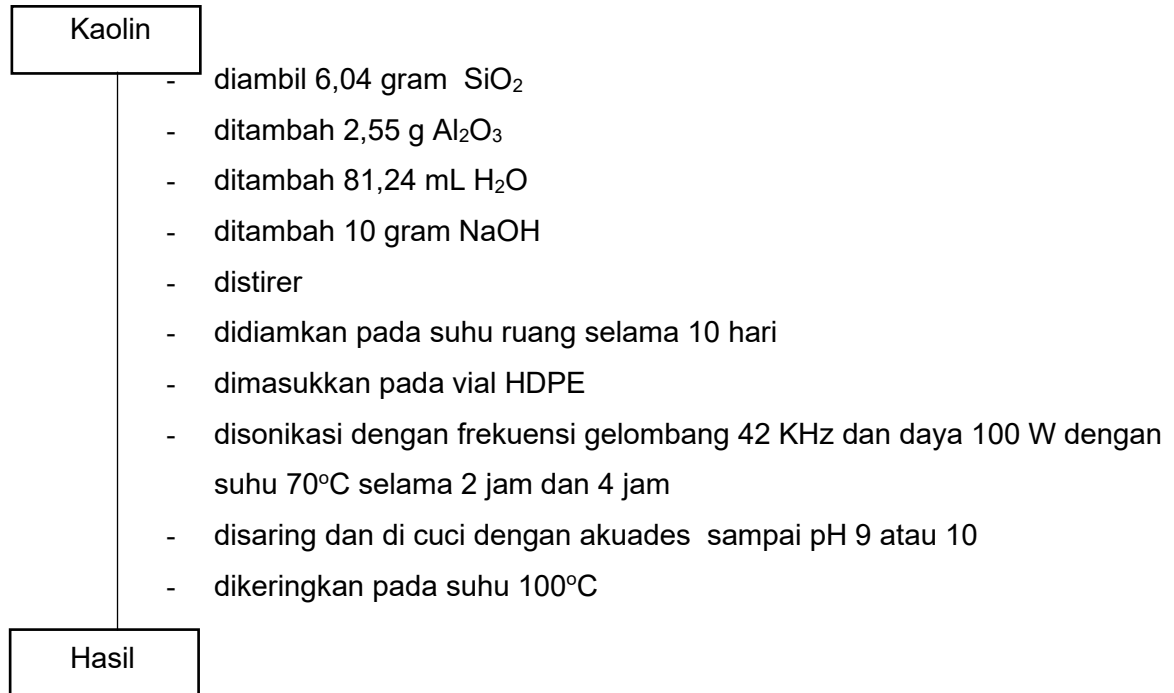 Kaolin
- diambil 6,04 gram  SiO₂
- ditambah 2,55 g Al₂O₃
- ditambah 81,24 mL H₂O
- ditambah 10 gram NaOH
- distirer
- didiamkan pada suhu ruang selama 10 hari
- dimasukkan pada vial HDPE
- disonikasi dengan frekuensi gelombang 42 KHz dan daya 100 W dengan
suhu 70°C selama 2 jam dan 4 jam
- disaring dan di cuci dengan akuades  sampai pH 9 atau 10
- dikeringkan pada suhu 100°C
Hasil